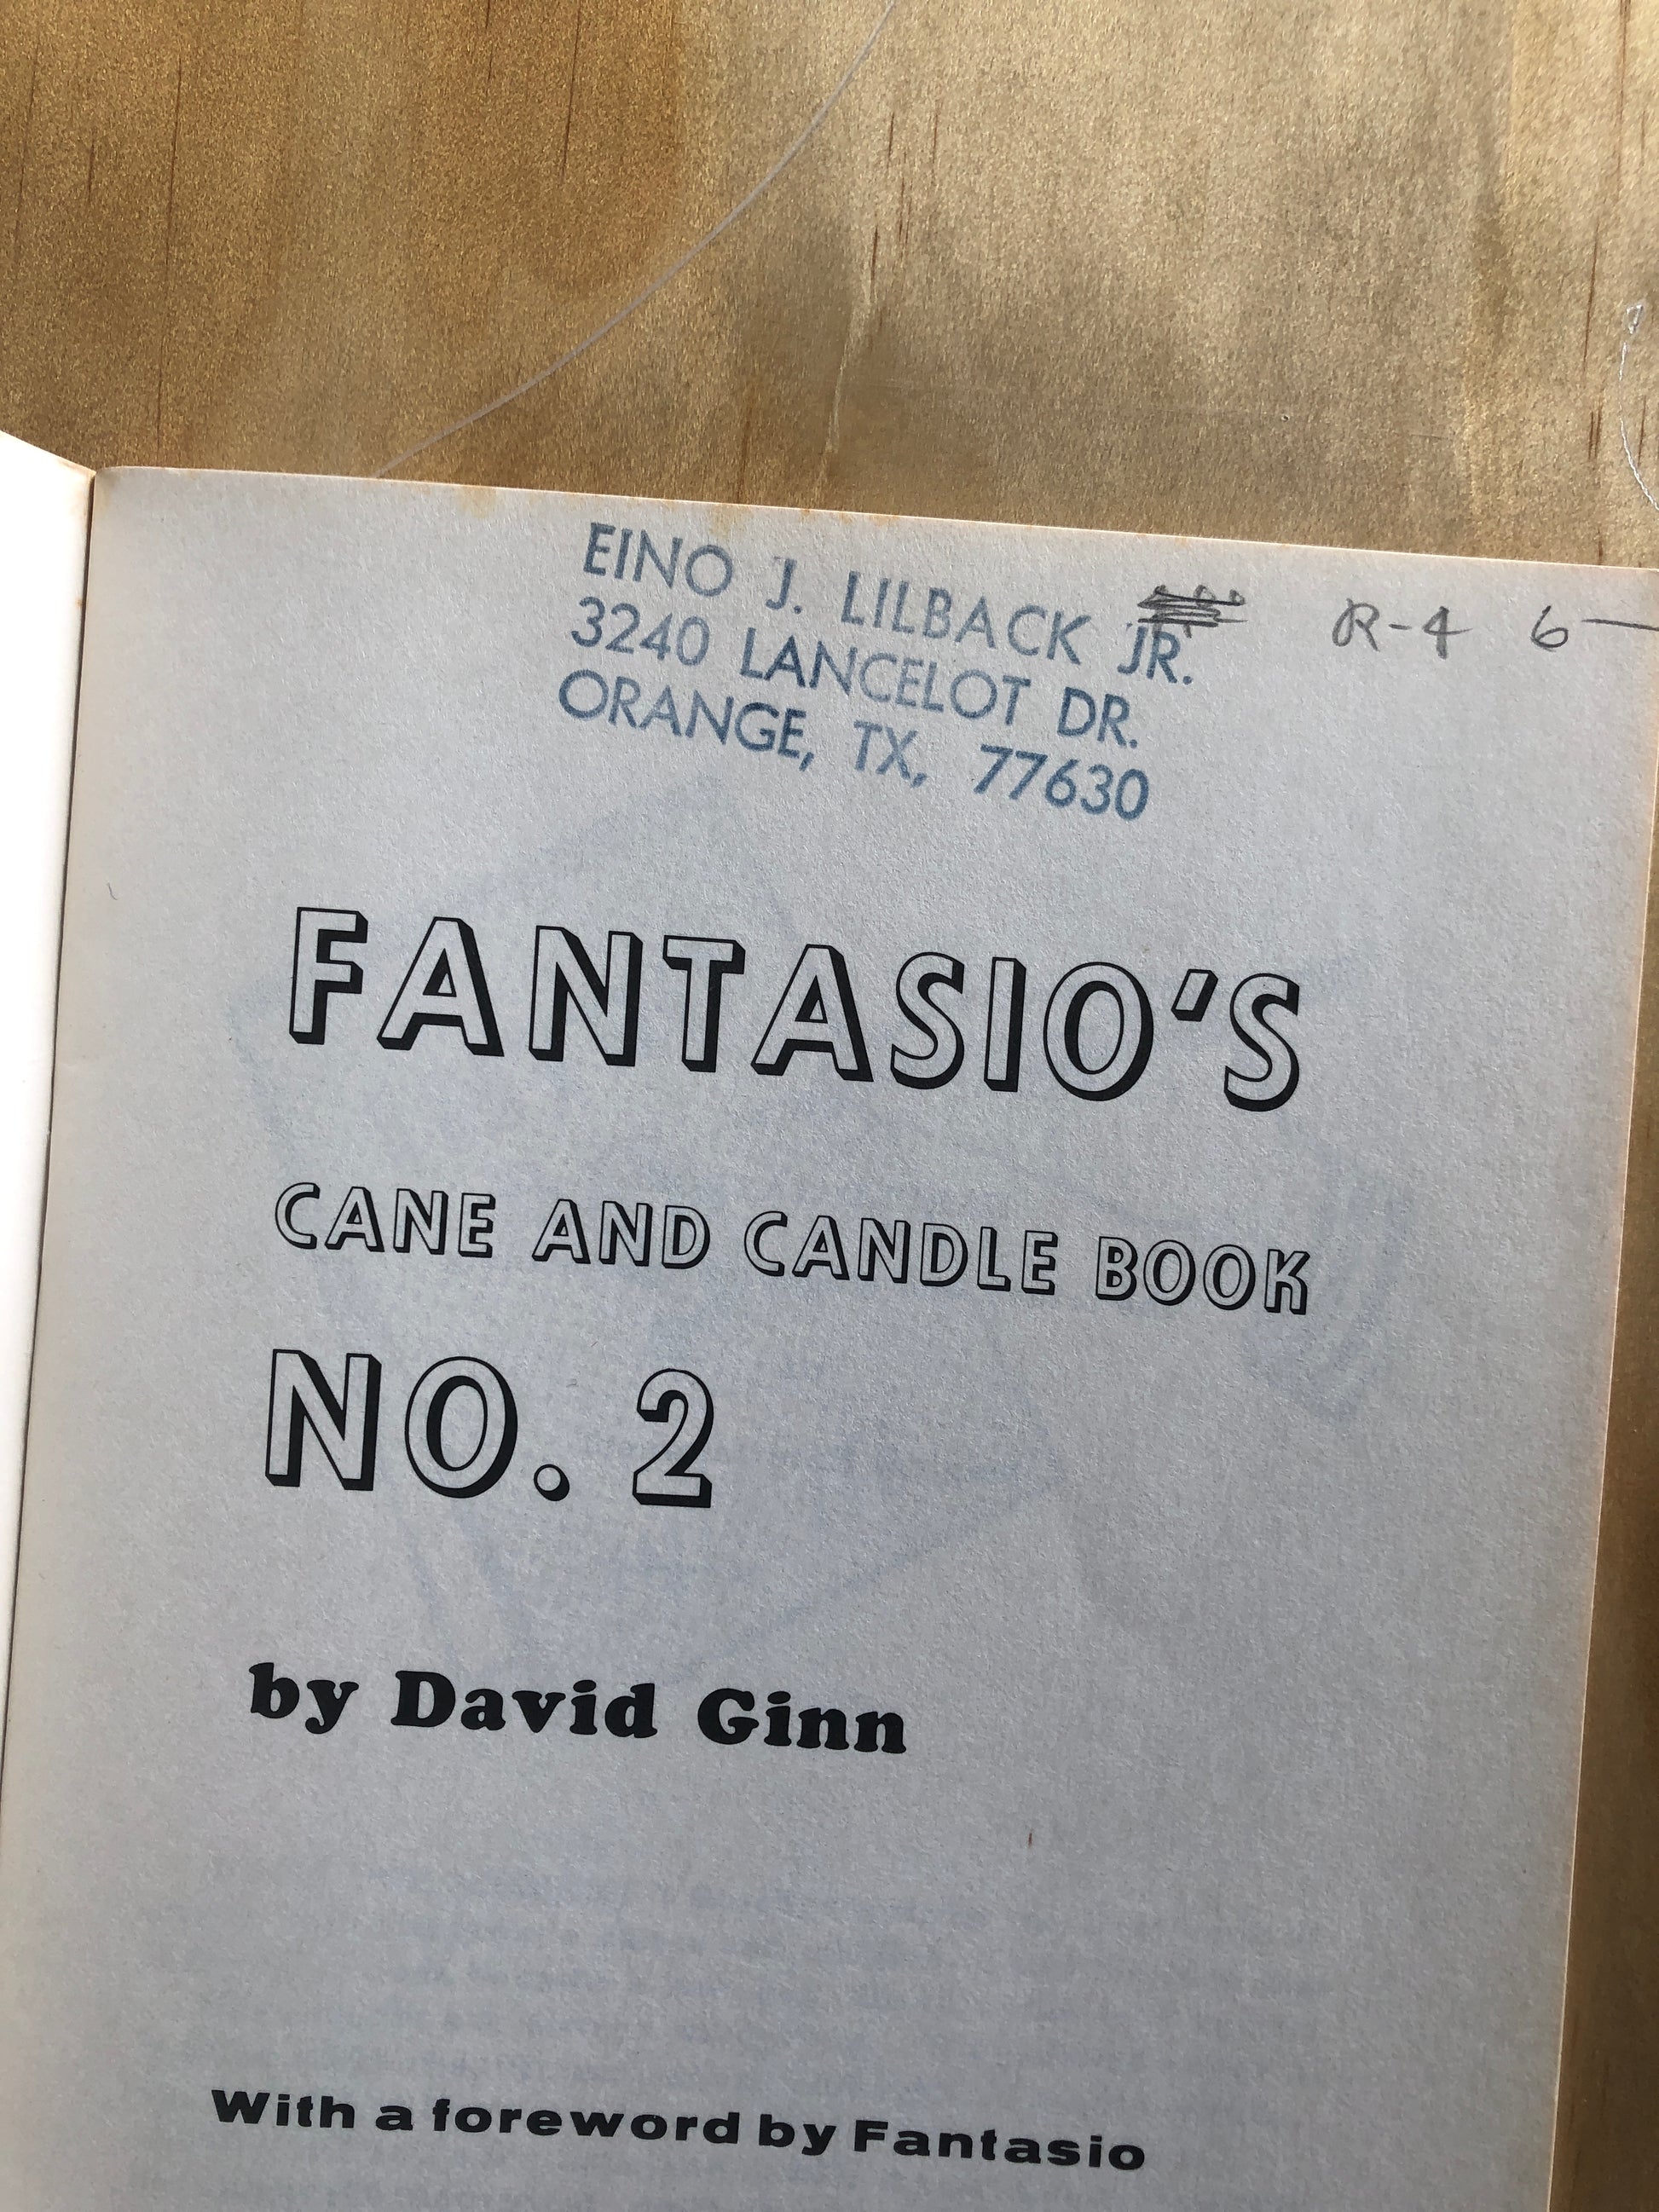 EINO J. LILBACK JR.
3240 LANCELOT DR.
ORANGE, TX, 77630
R-4 6—
FANTASIO'S
CANE AND CANDLE BOOK
NO. 2
by David Ginn
With a foreword by Fantasio